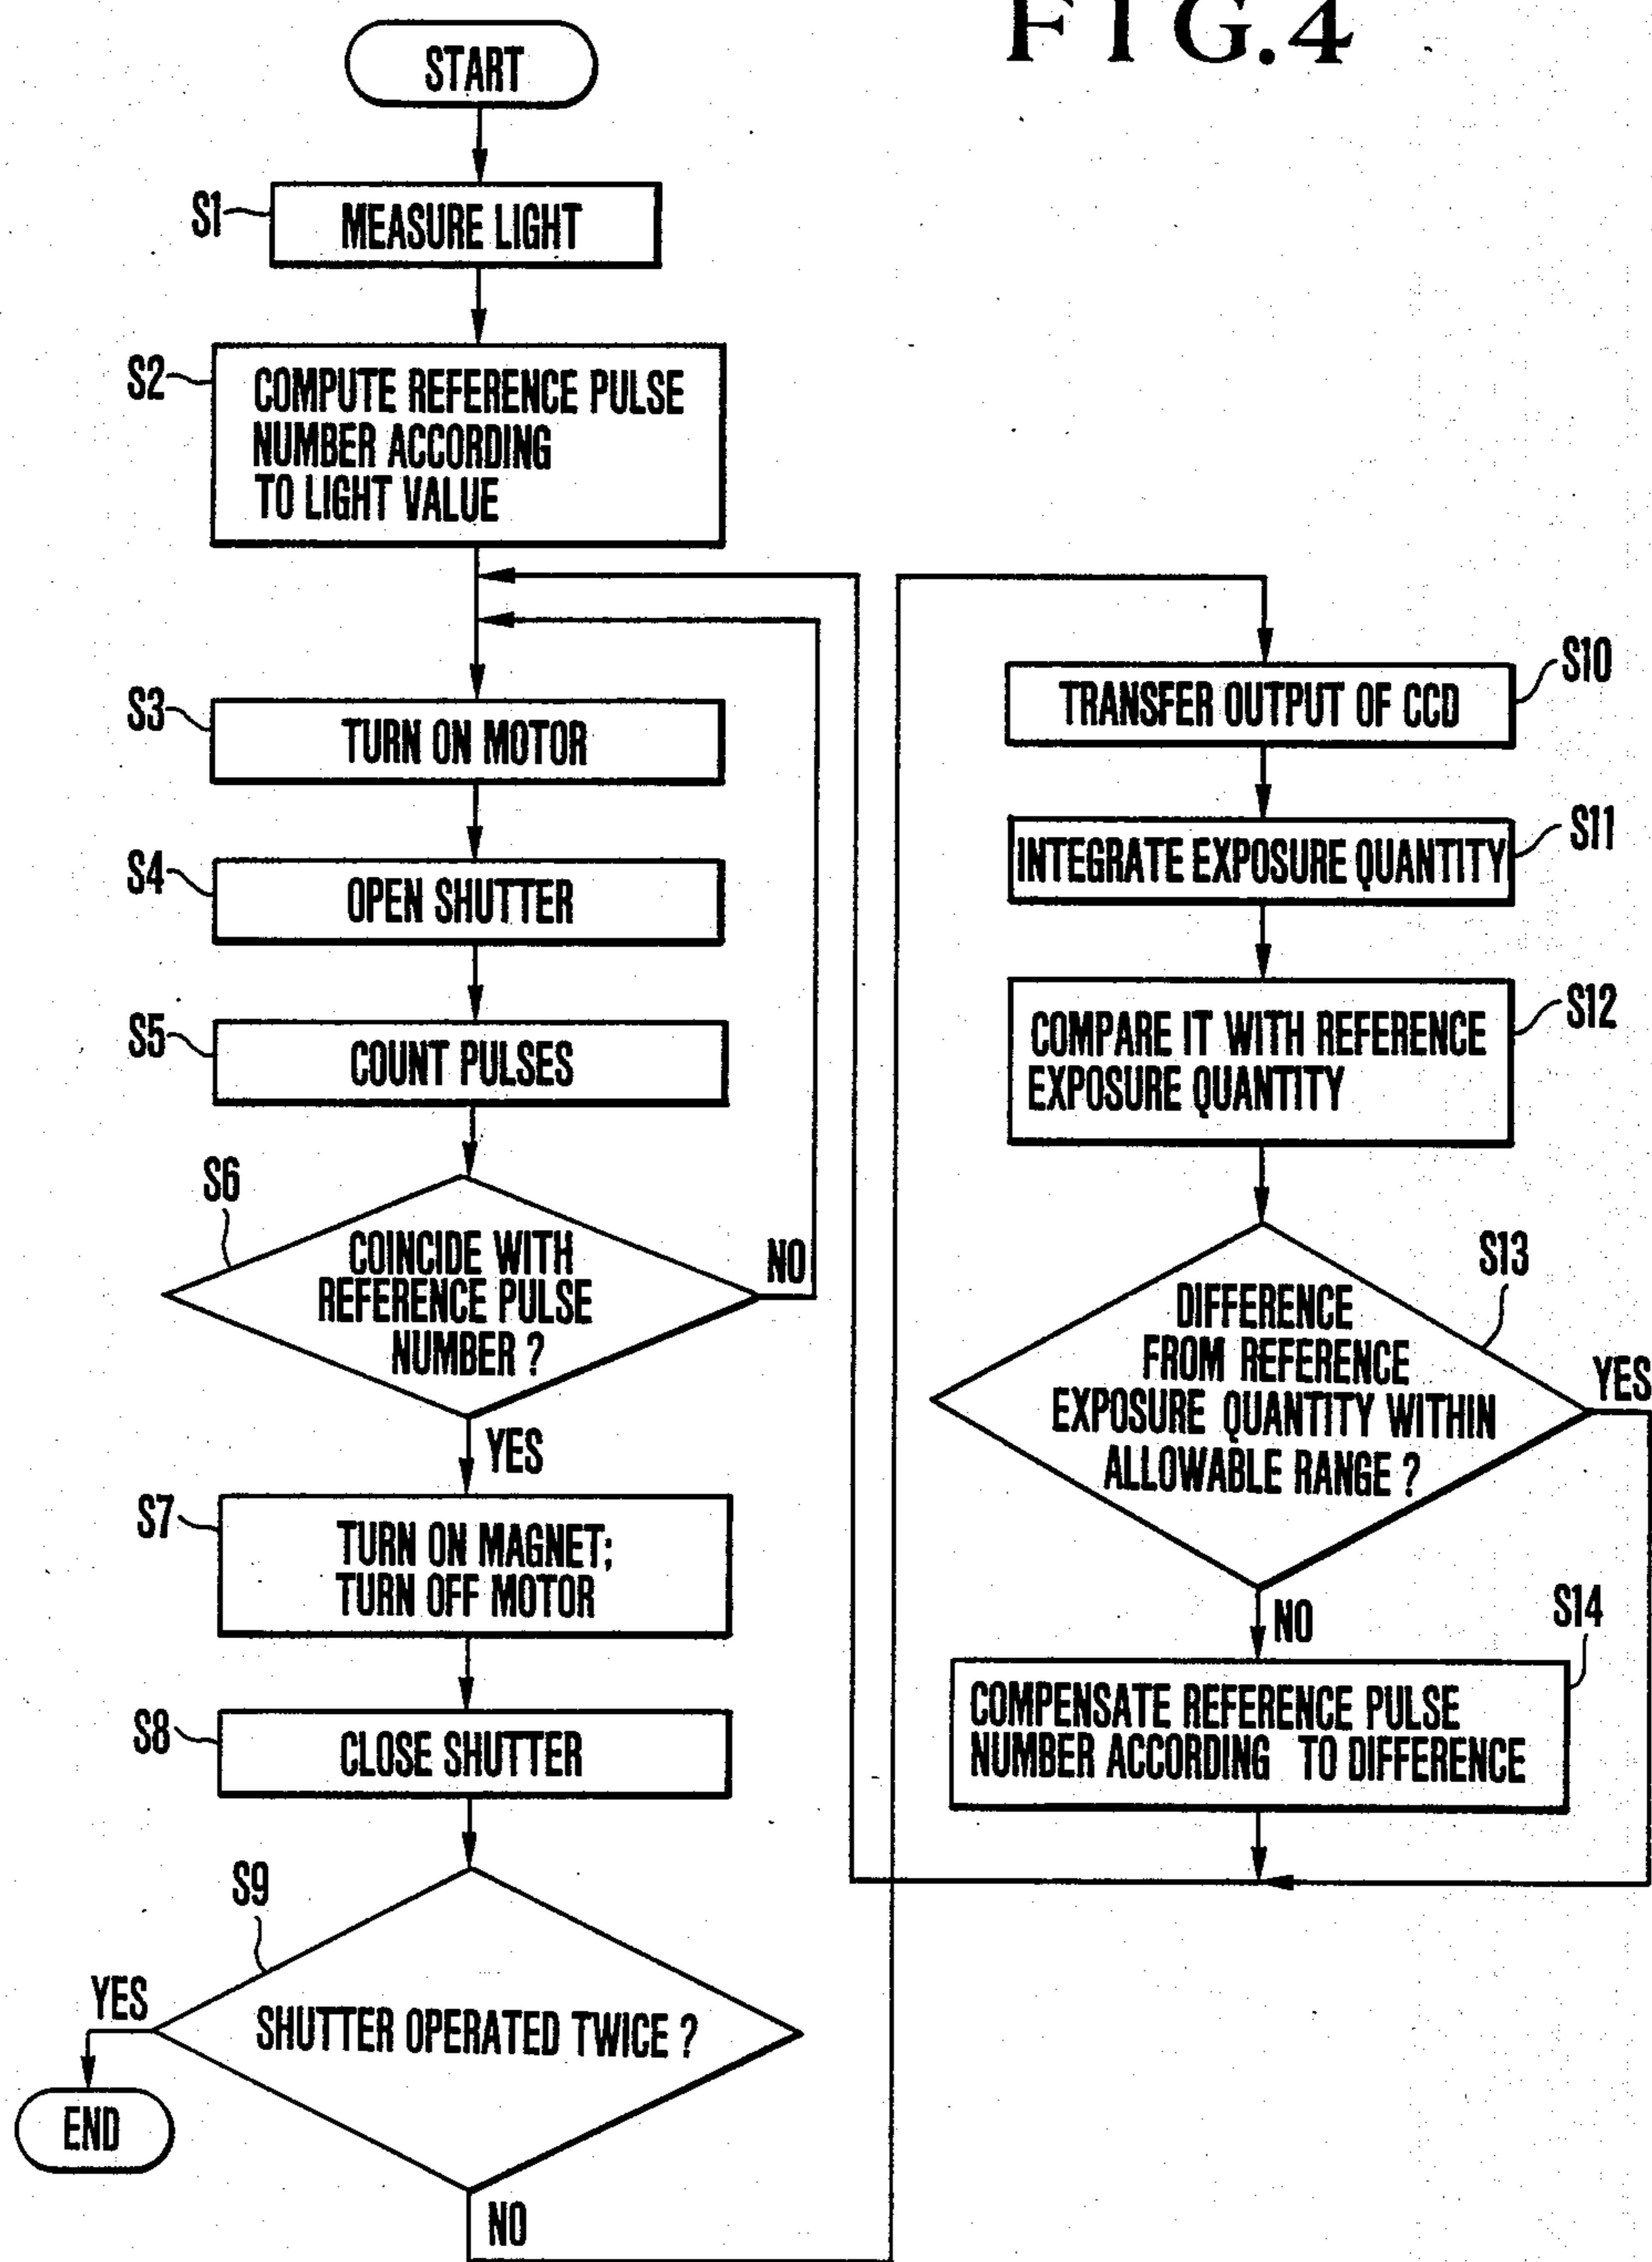 FIG.4
START
S1
MEASURE LIGHT
S2
COMPUTE REFERENCE PULSE
NUMBER ACCORDING
TO LIGHT VALUE
S3
TURN ON MOTOR
S4
OPEN SHUTTER
S5
COUNT PULSES
S6
COINCIDE WITH
REFERENCE PULSE
NUMBER ?
NO
YES
S7
TURN ON MAGNET;
TURN OFF MOTOR
S8
CLOSE SHUTTER
S9
SHUTTER OPERATED TWICE ?
YES
END
NO
S10
TRANSFER OUTPUT OF CCD
S11
INTEGRATE EXPOSURE QUANTITY
S12
COMPARE IT WITH REFERENCE
EXPOSURE QUANTITY
S13
DIFFERENCE
FROM REFERENCE
EXPOSURE QUANTITY WITHIN
ALLOWABLE RANGE ?
YES
NO
S14
COMPENSATE REFERENCE PULSE
NUMBER ACCORDING TO DIFFERENCE